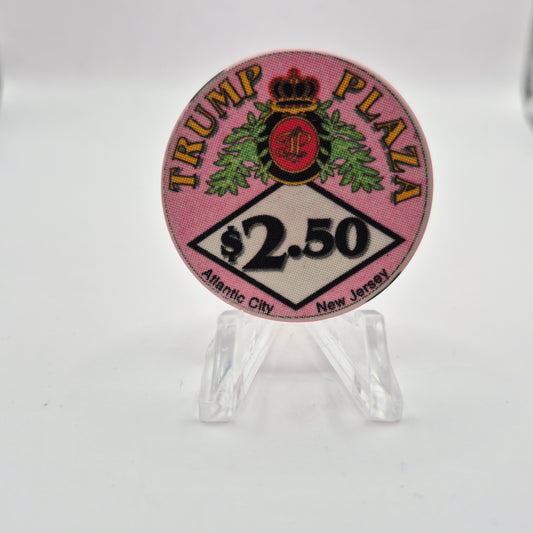 TRUMP PLAZA
$2.50
Atlantic City New Jersey